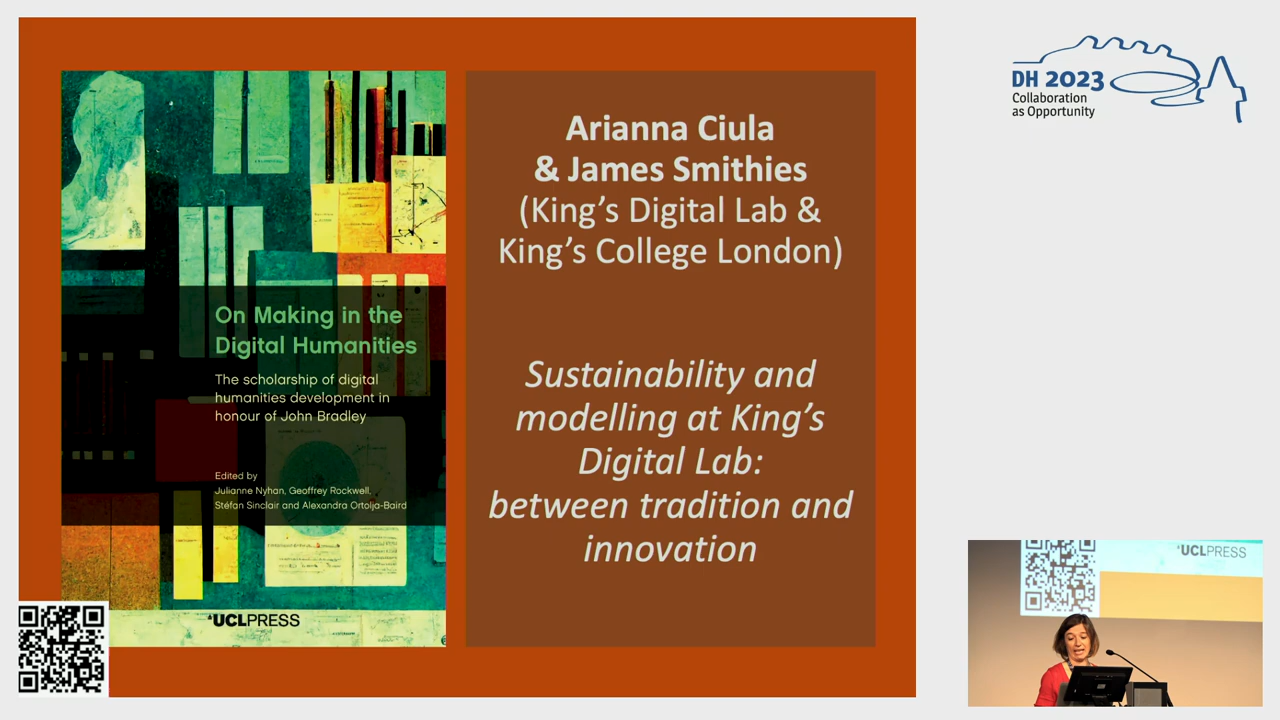 On Making in the
Digital Humanities
The scholarship of digital
humanities development in
honour of John Bradley
Edited by
Julianne Nyhan, Geoffrey Rockwell,
Stéfan Sinclair and Alexandra Ortolja-Baird
UCLPRESS
Arianna Ciula
& James Smithies
(King’s Digital Lab &
King’s College London)
Sustainability and
modelling at King’s
Digital Lab:
between tradition and
innovation
DH 2023
Collaboration
as Opportunity
UCLPRESS